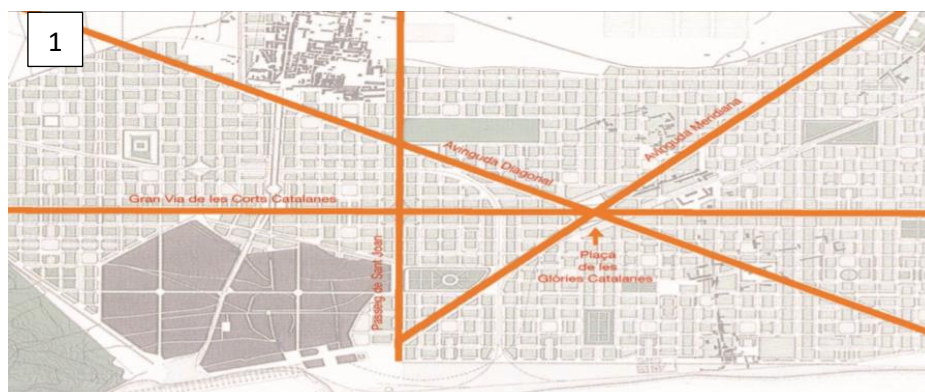 1
Avinguda Diagonal
Avinguda Meridiana
Gran Via de les Corts Catalanes
Passeig de Sant Joan
Plaça
de les
Glòries Catalanes